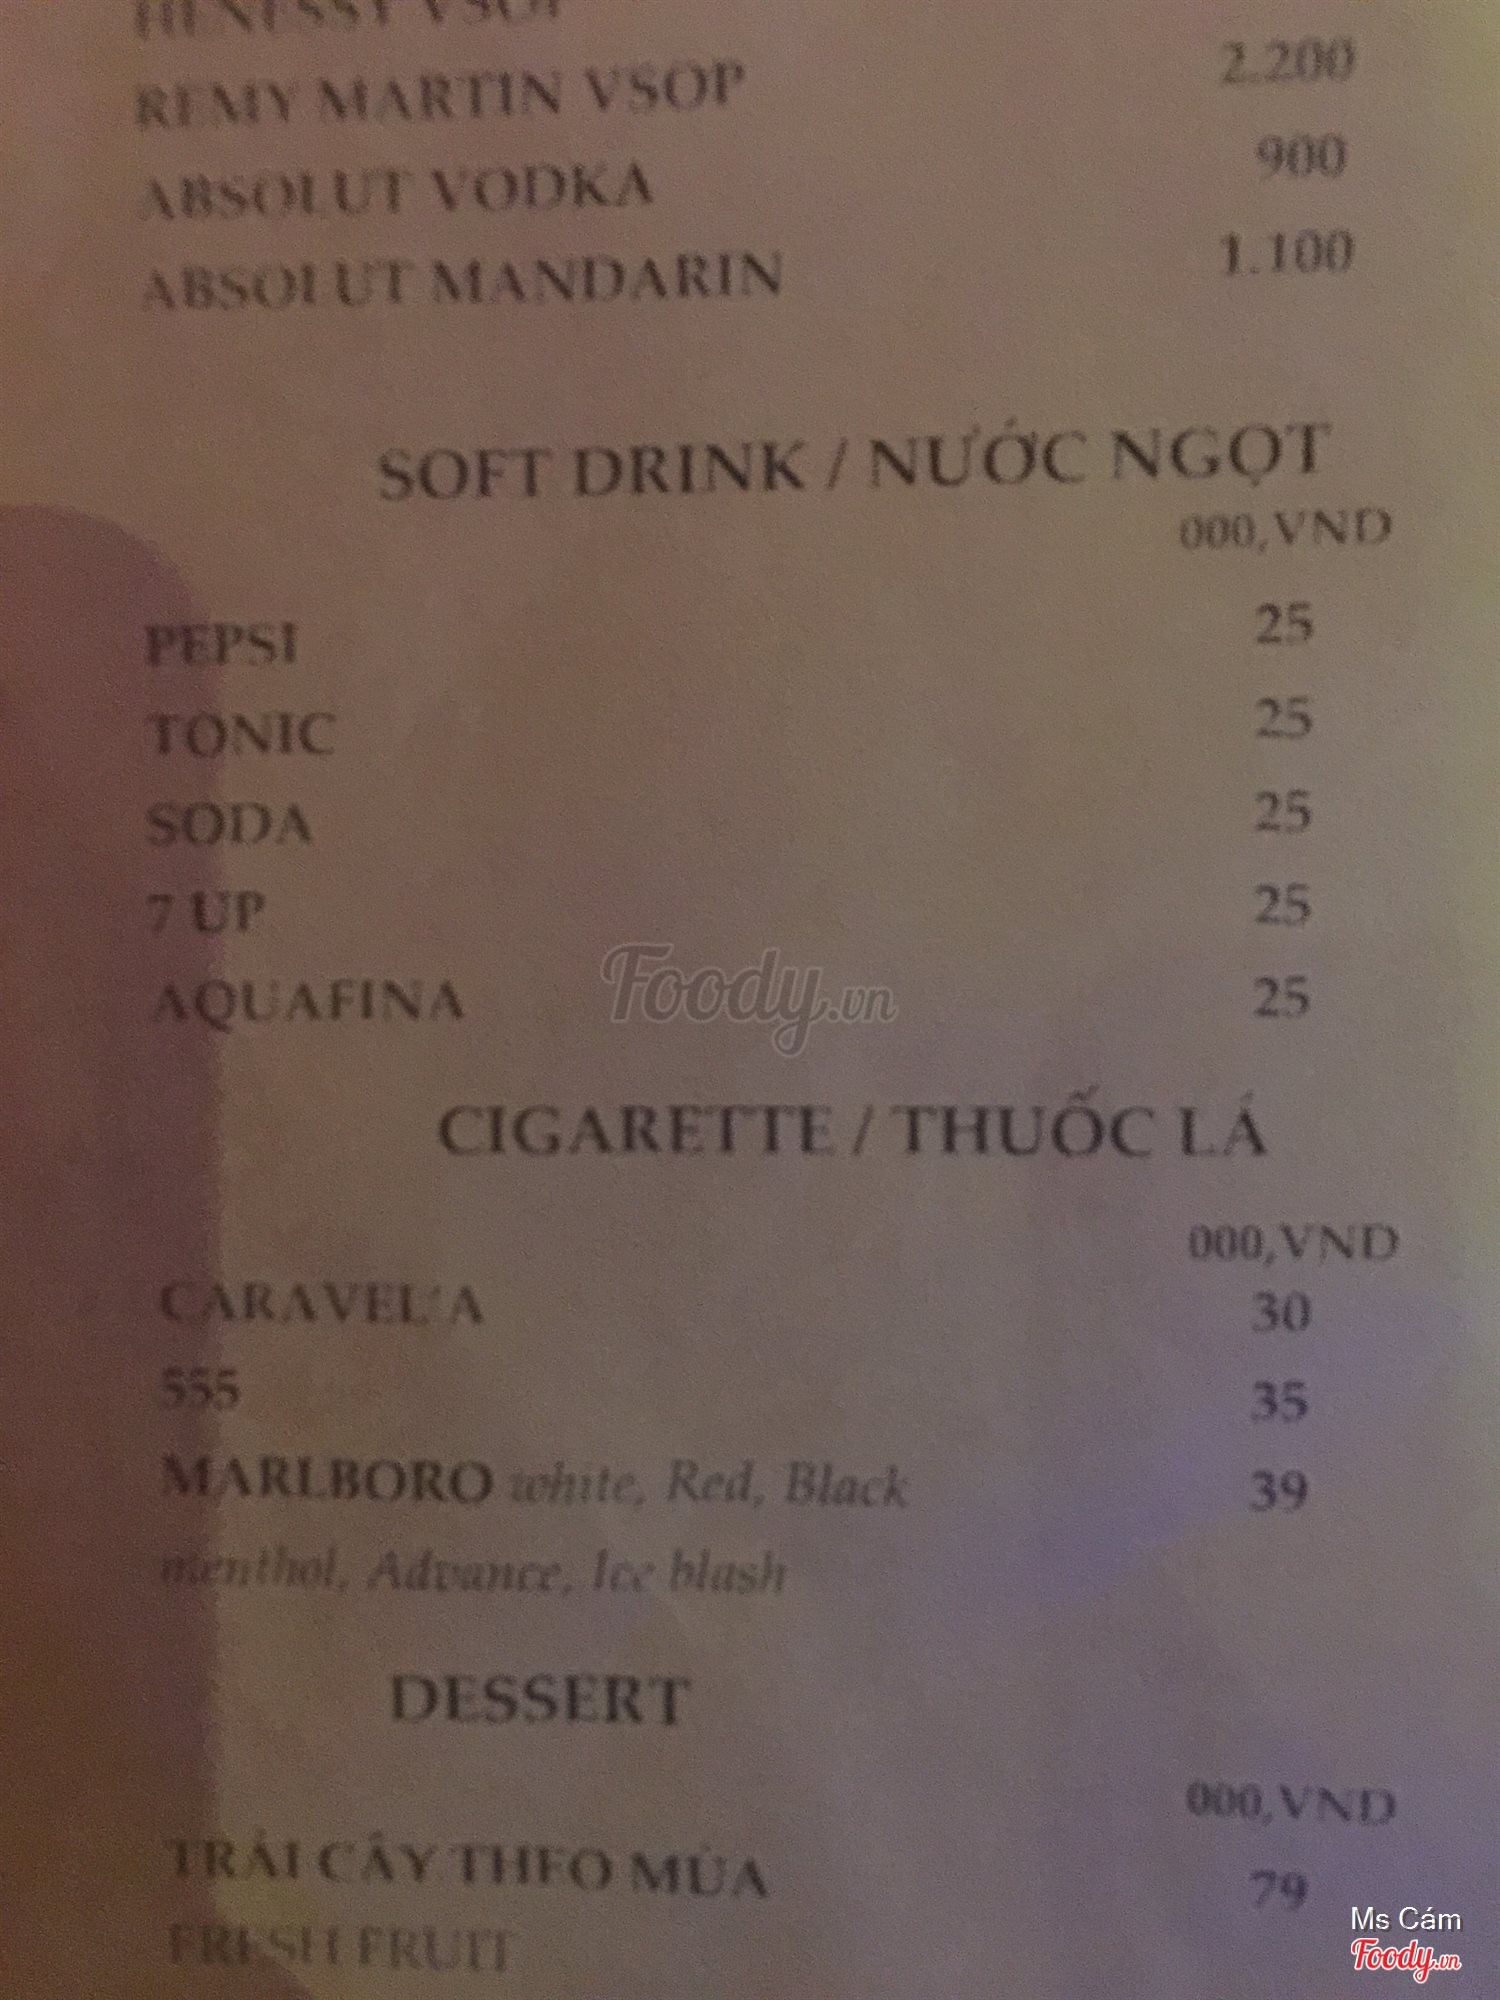 HENESSY VSOP
REMY MARTIN VSOP 2.200
ABSOLUT VODKA 900
ABSOLUT MANDARIN 1.100
SOFT DRINK / NƯỚC NGỌT
000,VND
PEPSI 25
TONIC 25
SODA 25
7 UP 25
AQUAFINA 25
Foody.vn
CIGARETTE / THUỐC LÁ
000,VND
CARAVEL'A 30
555 35
MARLBORO white, Red, Black 39
menthol, Advance, Ice blash
DESSERT
000,VND
TRÁI CÂY THEO MÙA 79
FRESH FRUIT
Ms Cám
Foody.vn